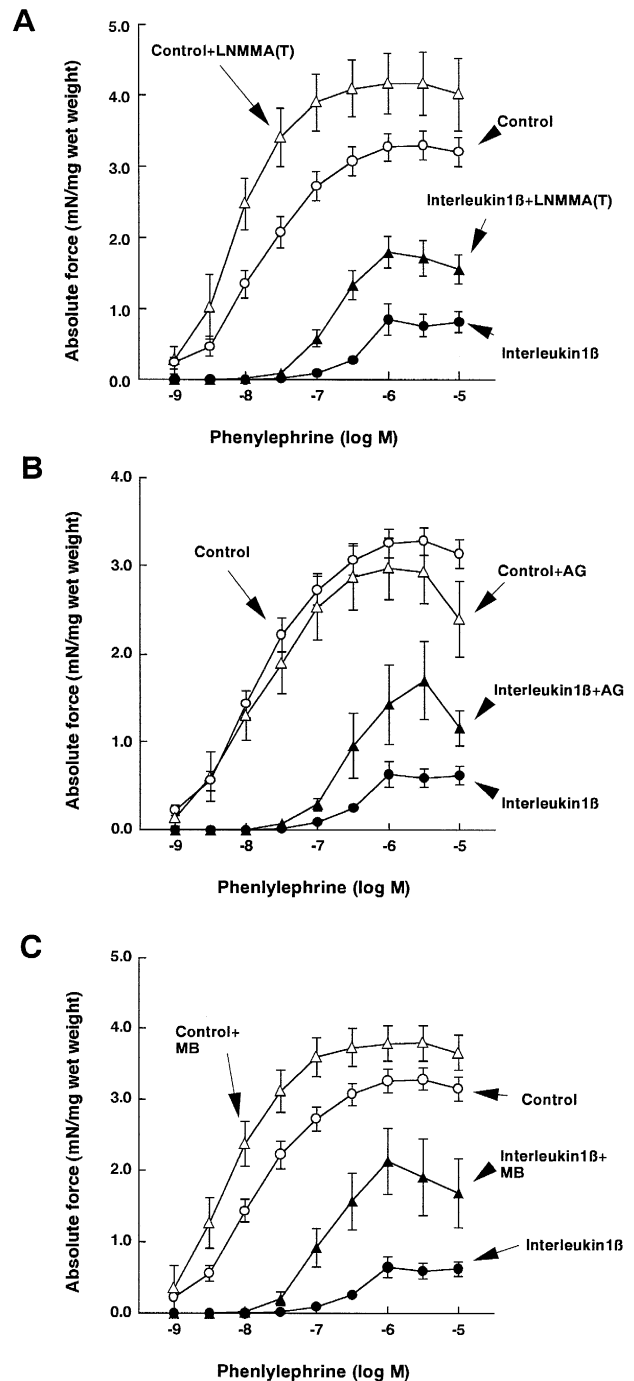 A
Absolute force (mN/mg wet weight)
5.0
4.0
3.0
2.0
1.0
0.0
Control+LNMMA(T)
Control
Interleukin1ß+LNMMA(T)
Interleukin1ß
-9
-8
-7
-6
-5
Phenylephrine (log M)
B
Absolute force (mN/mg wet weight)
4.0
3.0
2.0
1.0
0.0
Control
Control+AG
Interleukin1ß+AG
Interleukin1ß
-9
-8
-7
-6
-5
Phenlylephrine (log M)
C
Absolute force (mN/mg wet weight)
5.0
4.0
3.0
2.0
1.0
0.0
Control+
MB
Control
Interleukin1ß+
MB
Interleukin1ß
-9
-8
-7
-6
-5
Phenlylephrine (log M)